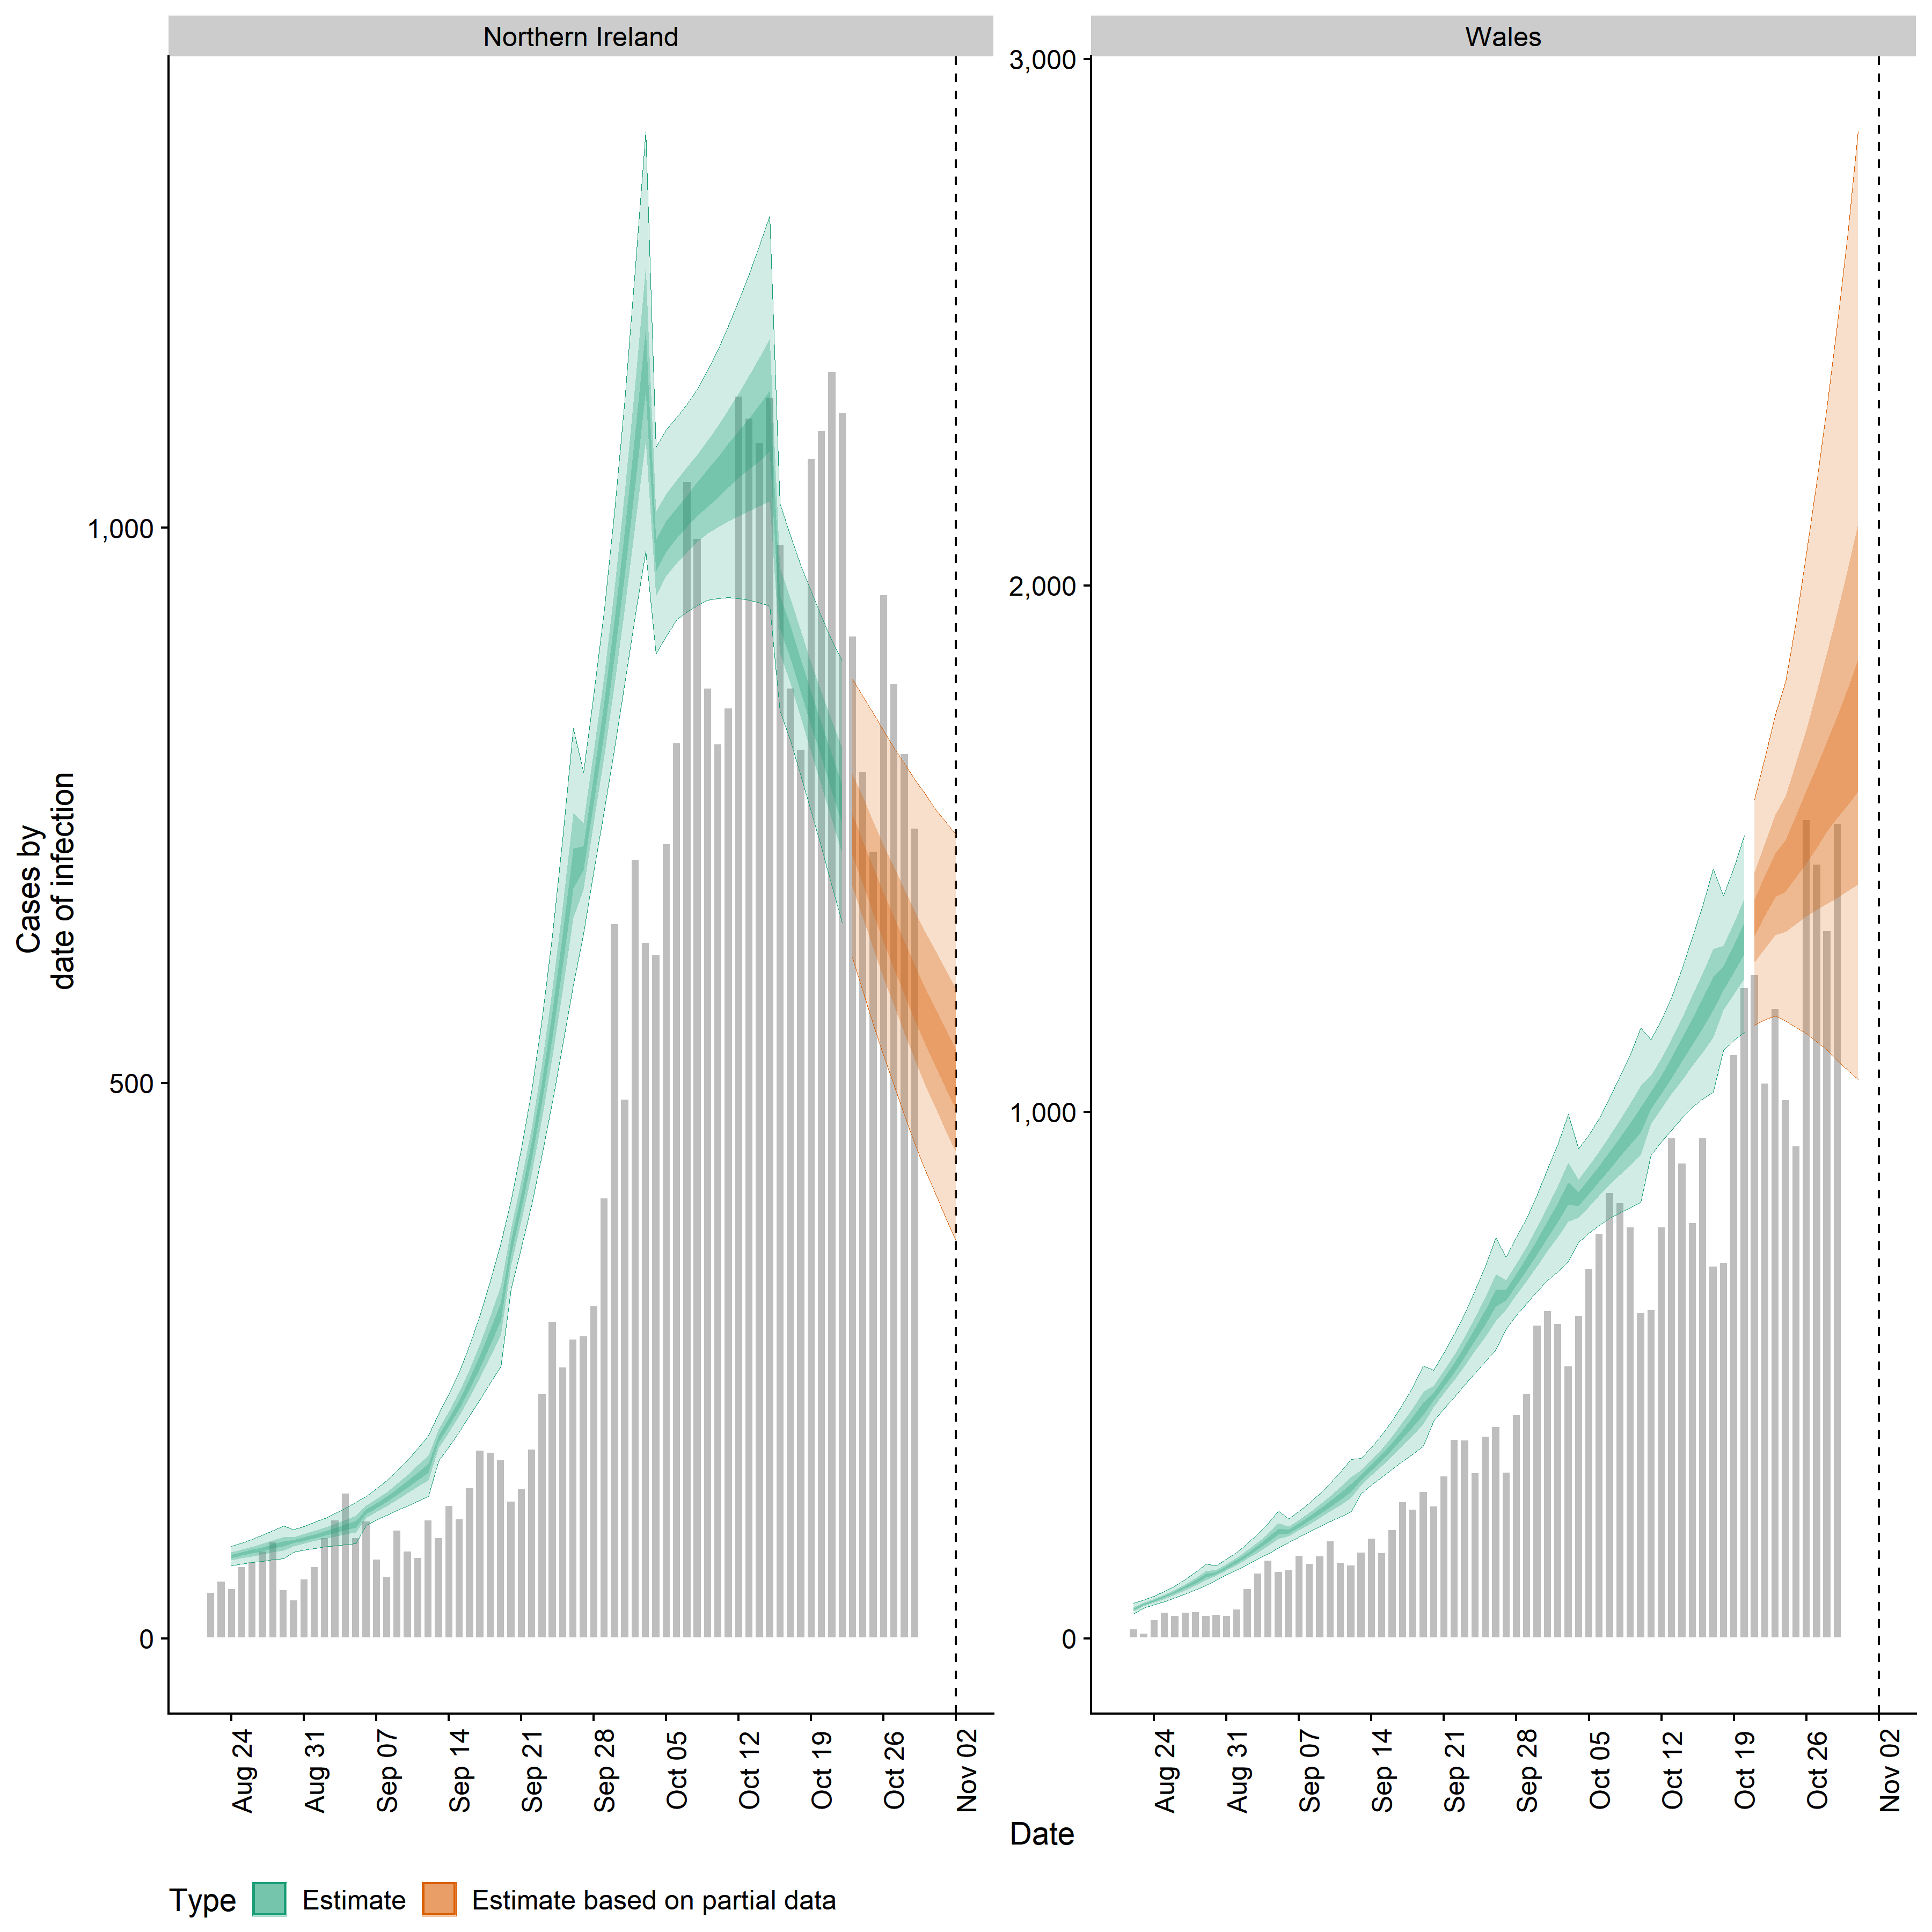 Northern Ireland
Wales
Cases by
date of infection
1,000
500
0
3,000
2,000
1,000
0
Aug 24
Aug 31
Sep 07
Sep 14
Sep 21
Sep 28
Oct 05
Oct 12
Oct 19
Oct 26
Nov 02
Aug 24
Aug 31
Sep 07
Sep 14
Sep 21
Sep 28
Oct 05
Oct 12
Oct 19
Oct 26
Nov 02
Date
Type Estimate Estimate based on partial data